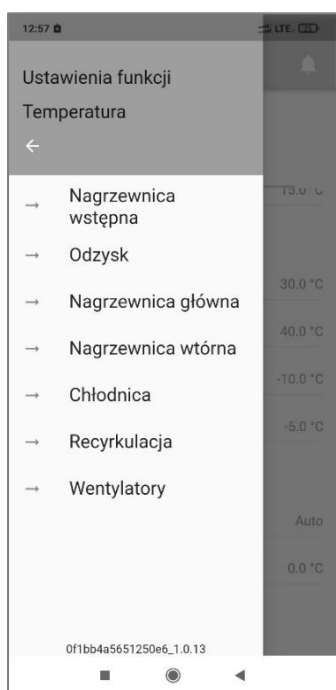 12:57
LTE
Ustawienia funkcji
Temperatura
Nagrzewnica
wstępna
Odzysk
Nagrzewnica główna
Nagrzewnica wtórna
Chłodnica
Recyrkulacja
Wentylatory
30.0 °C
40.0 °C
-10.0 °C
-5.0 °C
Auto
0.0 °C
0f1bb4a5651250e6_1.0.13